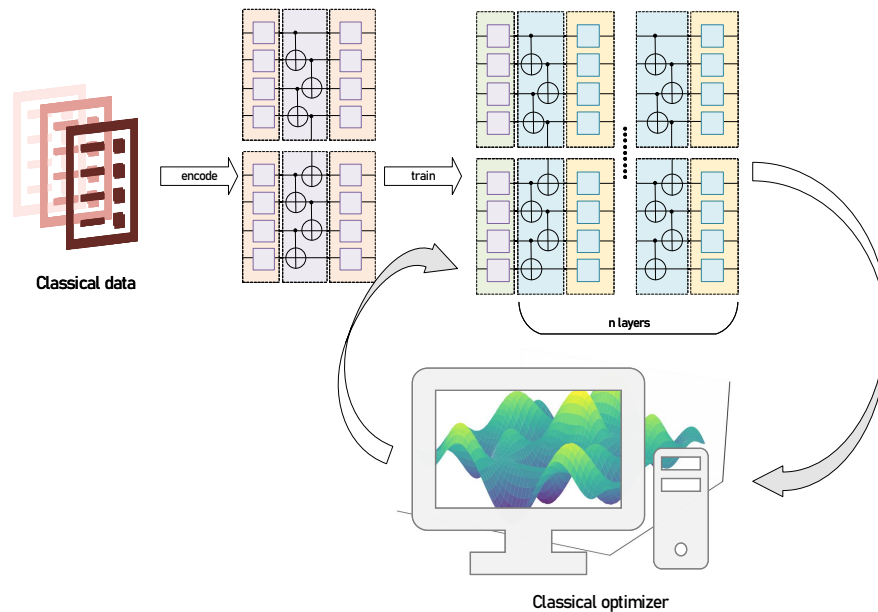 encode
train
Classical data
n layers
Classical optimizer